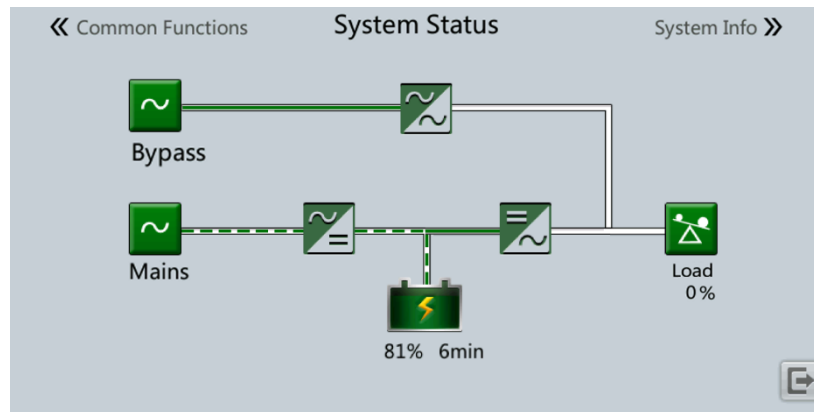 Common Functions
System Status
System Info
Bypass
Mains
Load
0%
81% 6min